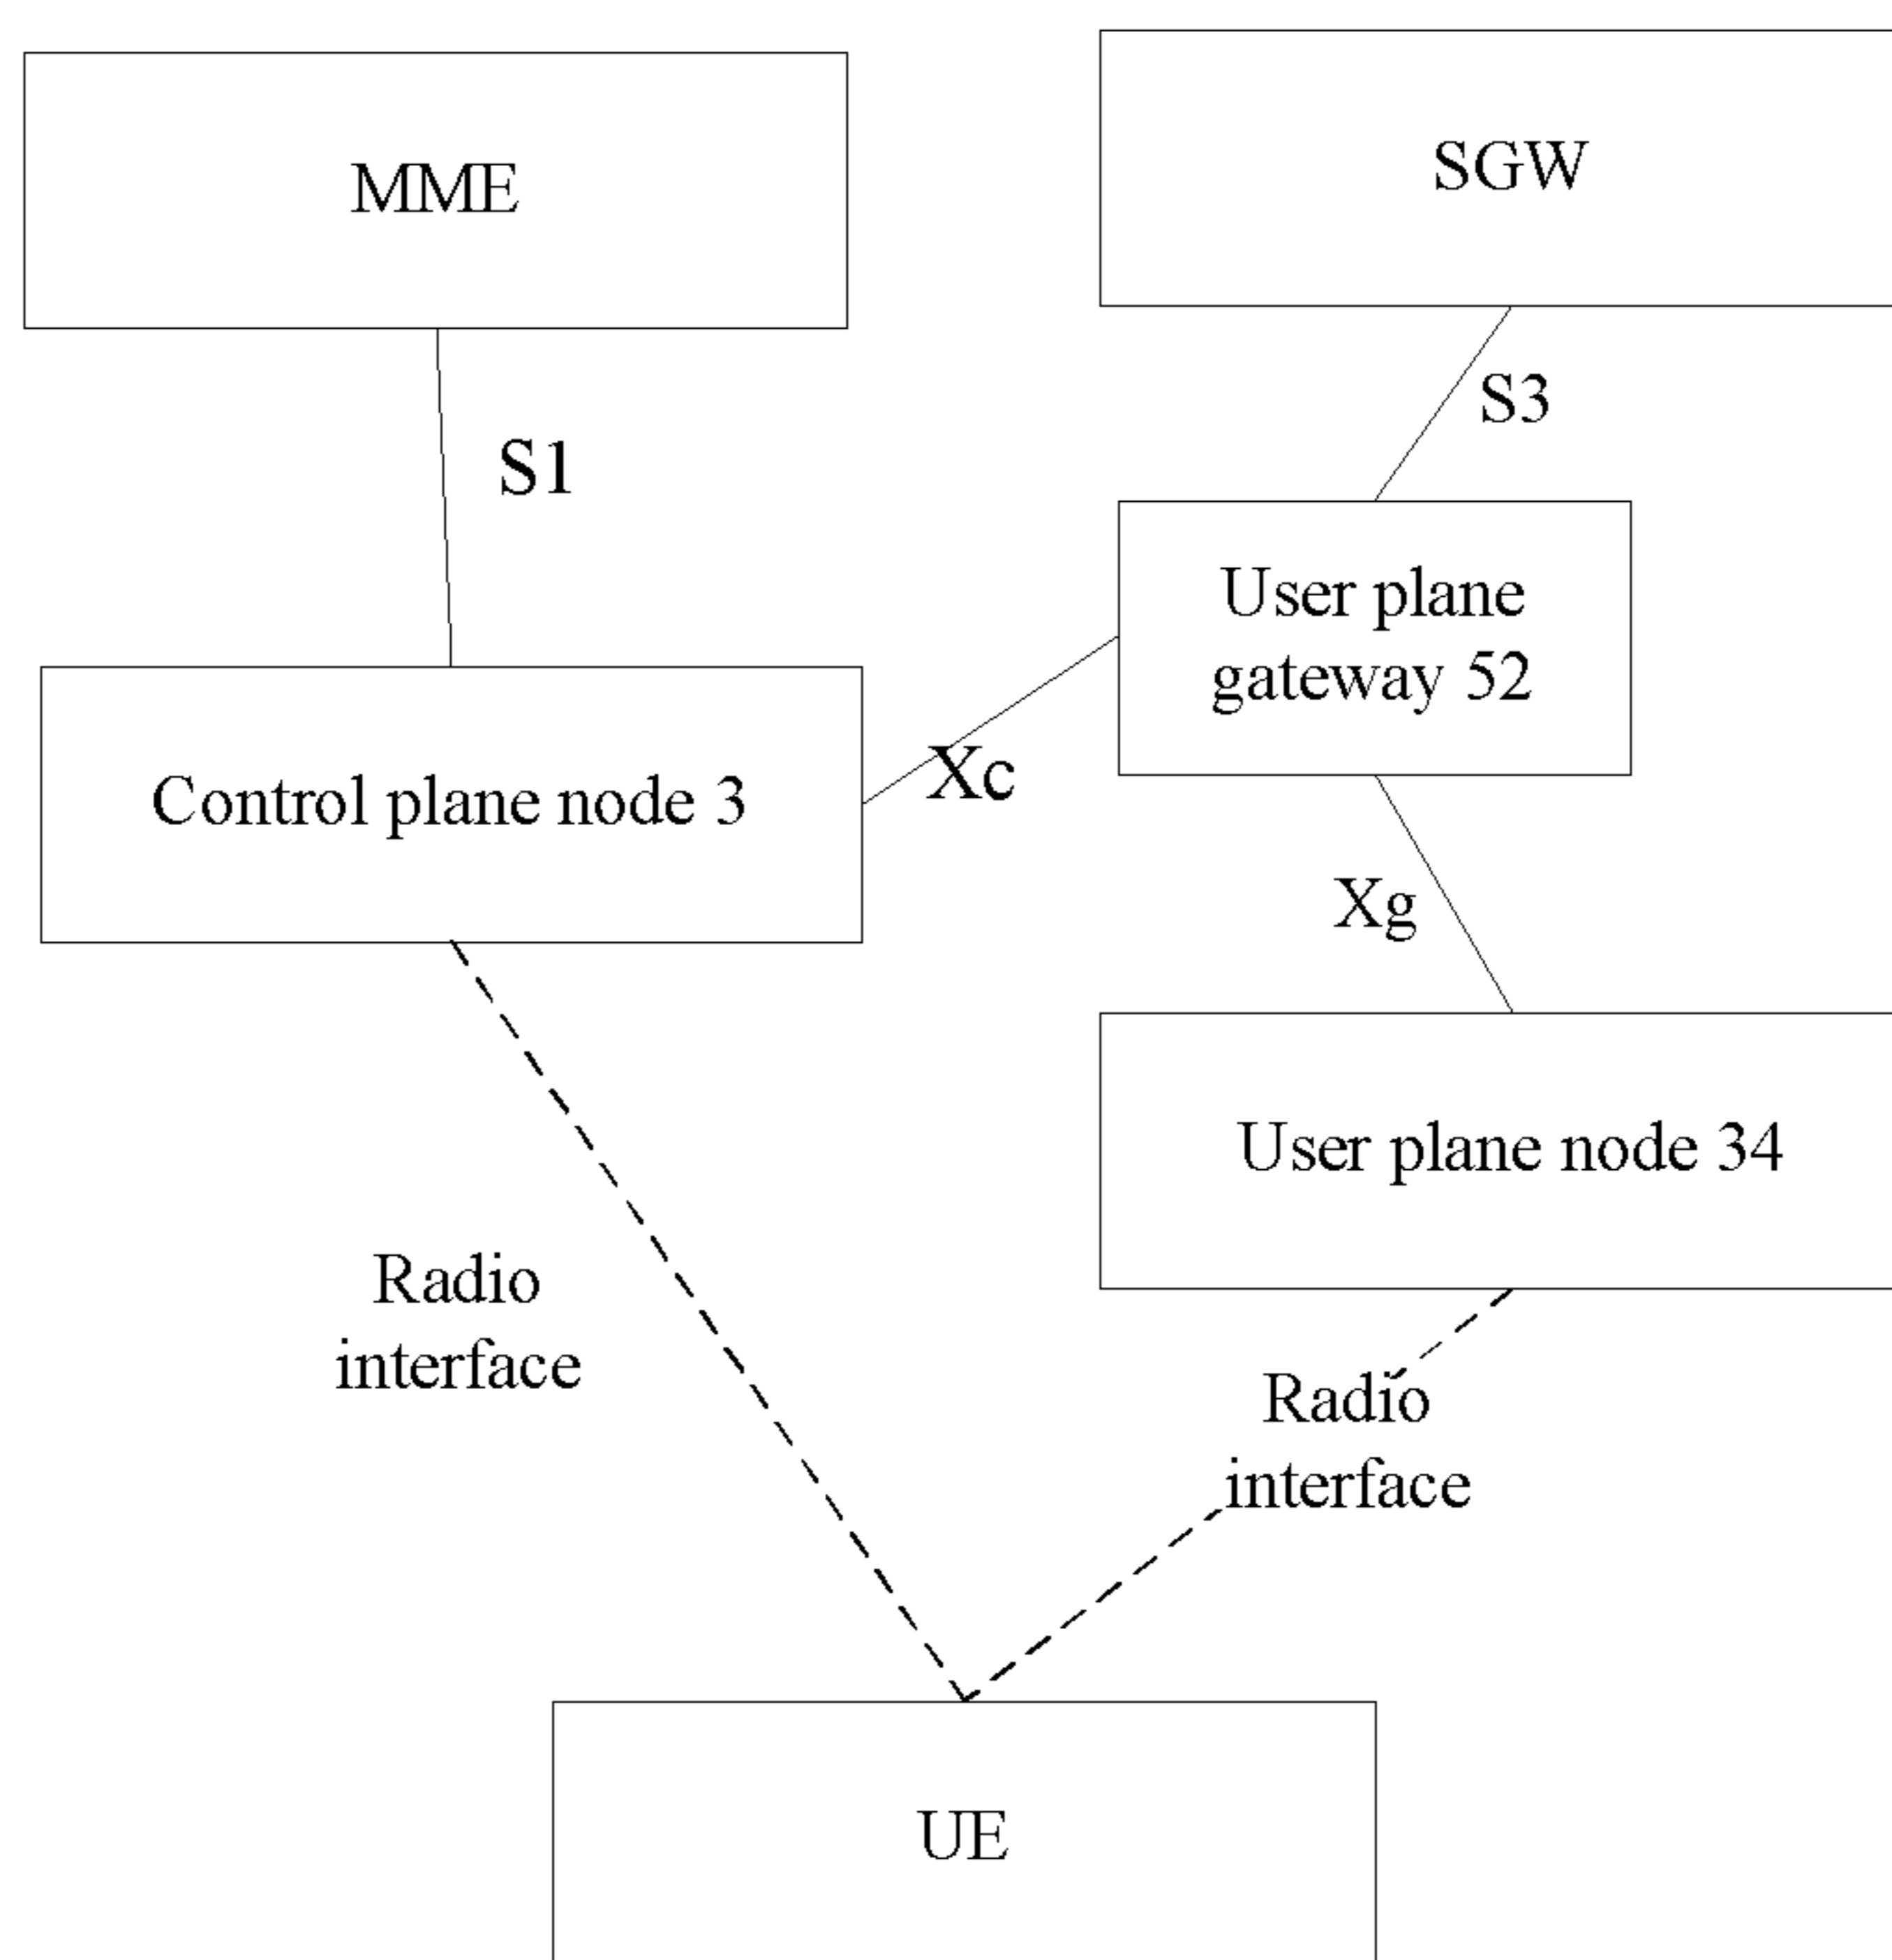 MME
SGW
S3
S1
User plane
gateway 52
Xc
Control plane node 3
Xg
User plane node 34
Radio
interface
Radio
interface
UE